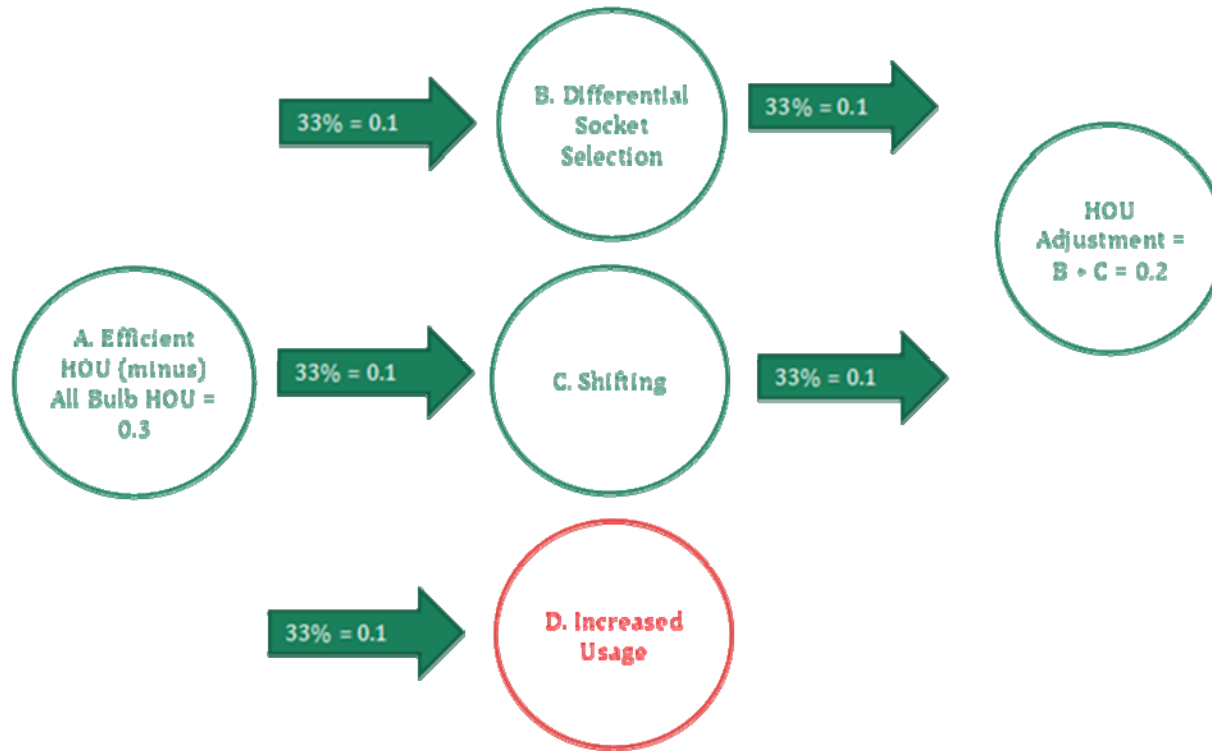 33% = 0.1
B. Differential
Socket
Selection
33% = 0.1
HOU
Adjustment =
B + C = 0.2
A. Efficient
HOU (minus)
All Bulb HOU =
0.3
33% = 0.1
C. Shifting
33% = 0.1
33% = 0.1
D. Increased
Usage